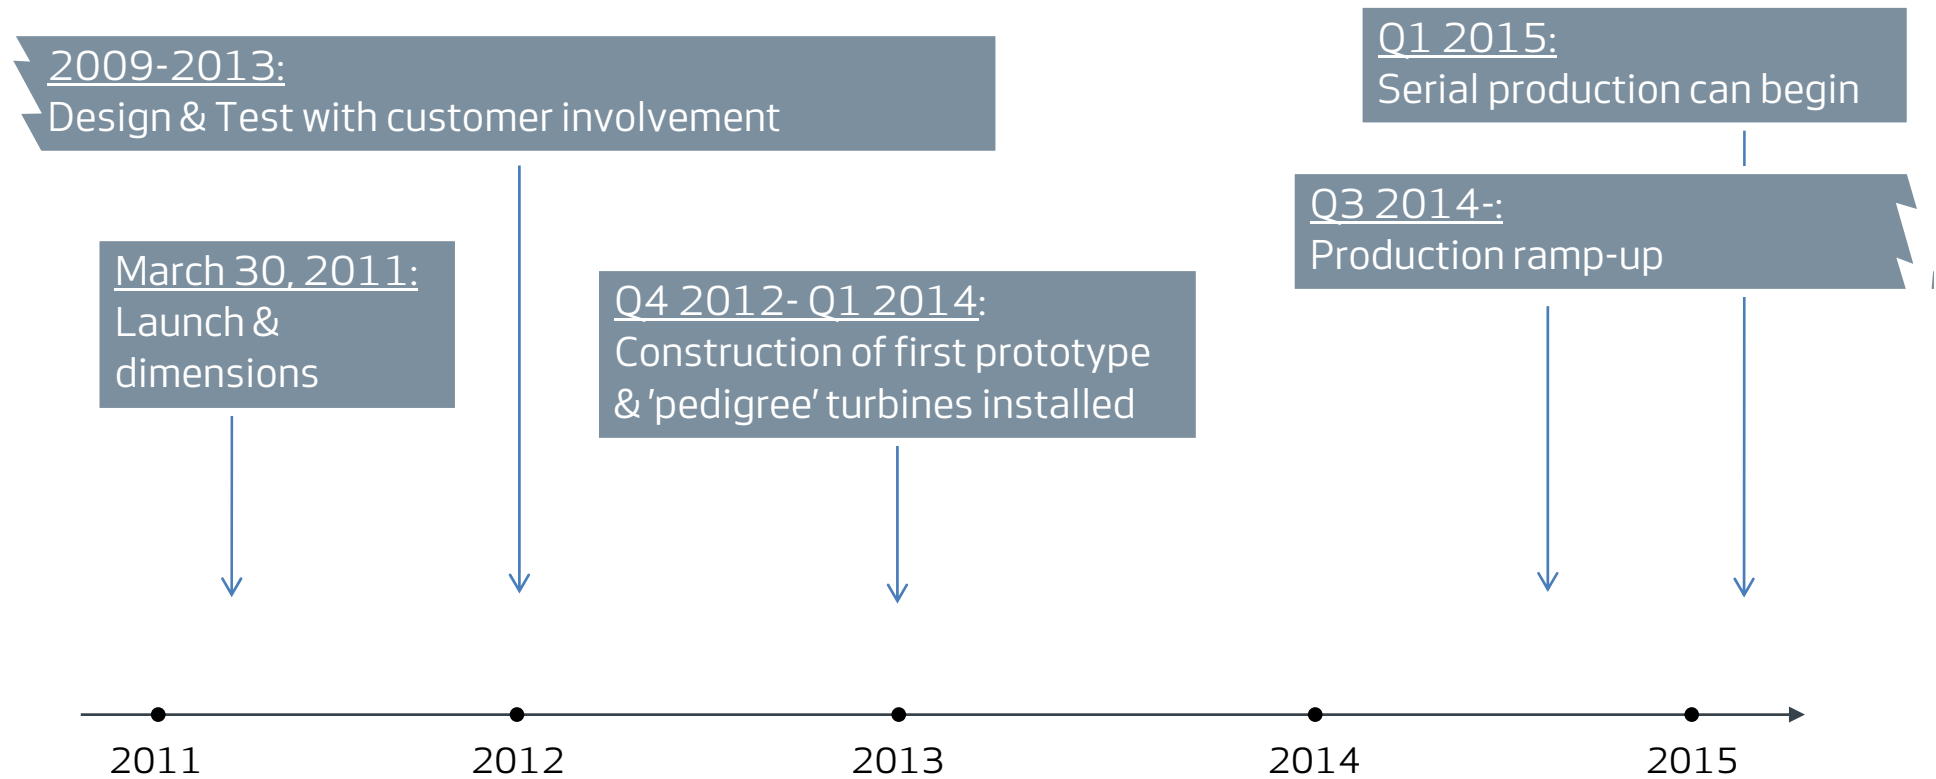 2009-2013:
Design & Test with customer involvement
Q1 2015:
Serial production can begin
Q3 2014-:
Production ramp-up
March 30, 2011:
Launch &
dimensions
Q4 2012- Q1 2014:
Construction of first prototype
& 'pedigree' turbines installed
2011
2012
2013
2014
2015